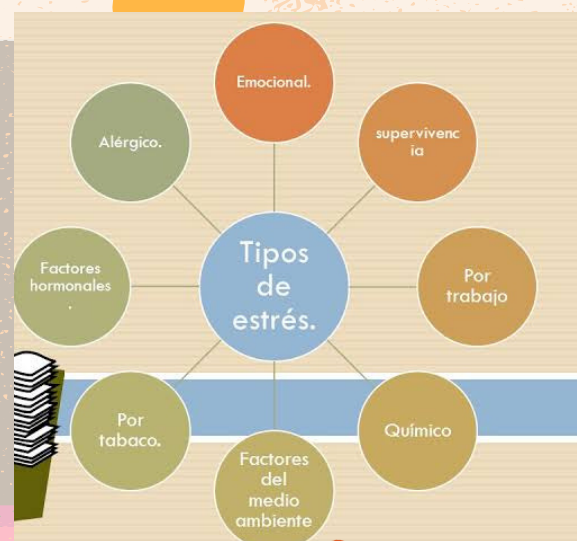 Emocional.
supervivenc
ia
Por
trabajo
Químico
Factores
del
medio
ambiente
Por
tabaco.
Factores
hormonales
.
Alérgico.
Tipos
de
estrés.